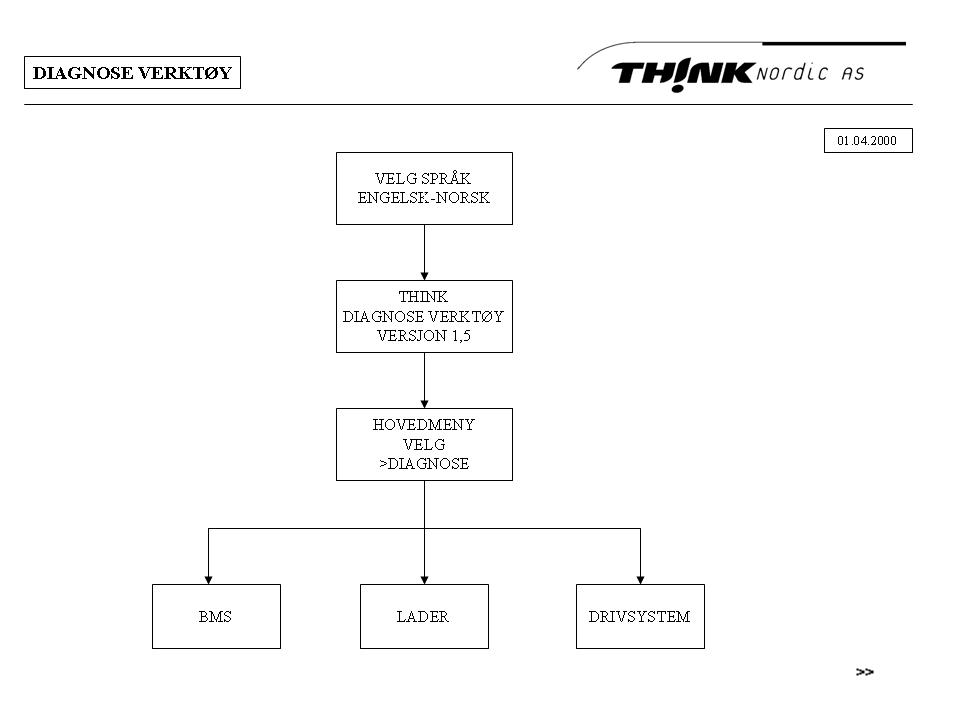 DIAGNOSE VERKTØY
TH!NK Nordic AS
01.04.2000
VELG SPRÅK
ENGELSK-NORSK
THINK
DIAGNOSE VERKTØY
VERSJON 1,5
HOVEDMENY
VELG
>DIAGNOSE
BMS
LADER
DRIVSYSTEM
>>